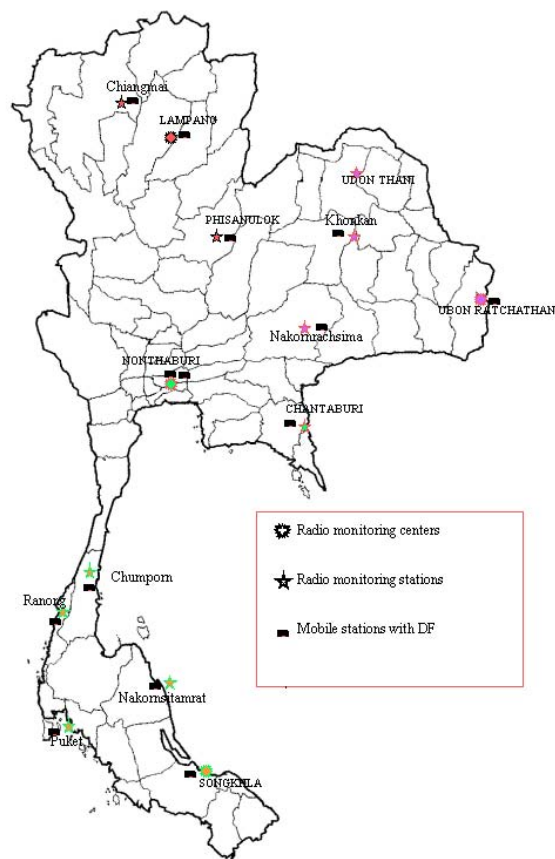 Chiangmai
LAMPANG
UDON THANI
PHISANULOK
Khonkan
UBON RATCHATHAN
Nakornrachsima
NONTHABURI
CHANTABURI
Radio monitoring centers
Radio monitoring stations
Mobile stations with DF
Chumporn
Ranong
Nakornsitamrat
Puket
SONGKHLA